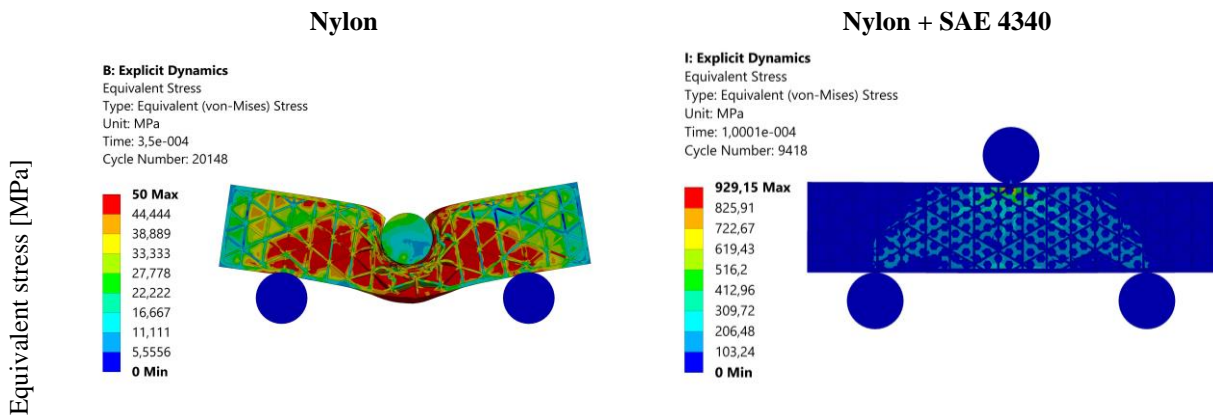 Nylon
Nylon + SAE 4340
Equivalent stress [MPa]
B: Explicit Dynamics
Equivalent Stress
Type: Equivalent (von-Mises) Stress
Unit: MPa
Time: 3,5e-004
Cycle Number: 20148
50 Max
44,444
38,889
33,333
27,778
22,222
16,667
11,111
5,5556
0 Min
I: Explicit Dynamics
Equivalent Stress
Type: Equivalent (von-Mises) Stress
Unit: MPa
Time: 1,0001e-004
Cycle Number: 9418
929,15 Max
825,91
722,67
619,43
516,2
412,96
309,72
206,48
103,24
0 Min